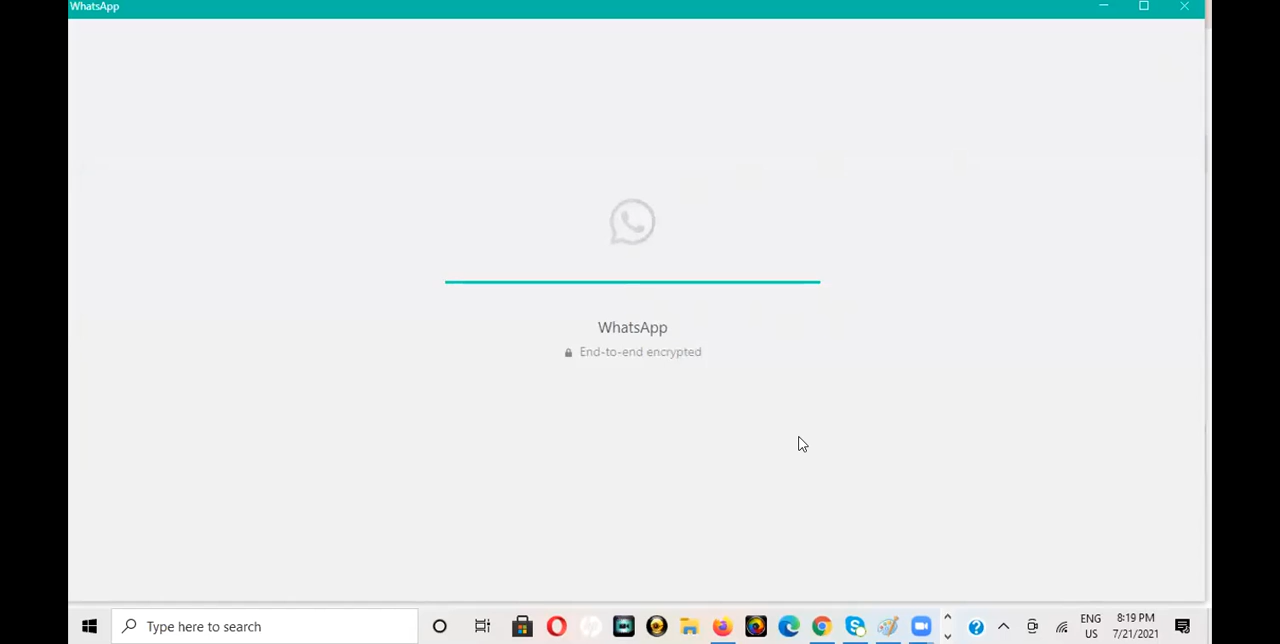 WhatsApp
WhatsApp
End-to-end encrypted
Type here to search
ENG
US
8:19 PM
7/21/2021